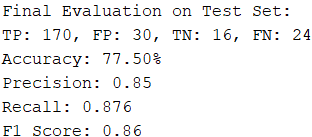 Final Evaluation on Test Set:
TP: 170, FP: 30, TN: 16, FN: 24
Accuracy: 77.50%
Precision: 0.85
Recall: 0.876
F1 Score: 0.86